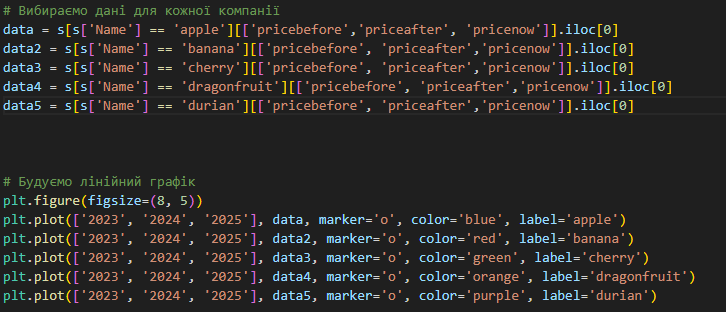 # Вибираємо дані для кожної компанії
data = s[s['Name'] == 'apple'][['pricebefore','priceafter', 'pricenow']].iloc[0]
data2 = s[s['Name'] == 'banana'][['pricebefore', 'priceafter','pricenow']].iloc[0]
data3 = s[s['Name'] == 'cherry'][['pricebefore', 'priceafter','pricenow']].iloc[0]
data4 = s[s['Name'] == 'dragonfruit'][['pricebefore', 'priceafter','pricenow']].iloc[0]
data5 = s[s['Name'] == 'durian'][['pricebefore', 'priceafter','pricenow']].iloc[0]
# Будуємо лінійний графік
plt.figure(figsize=(8, 5))
plt.plot(['2023', '2024', '2025'], data, marker='o', color='blue', label='apple')
plt.plot(['2023', '2024', '2025'], data2, marker='o', color='red', label='banana')
plt.plot(['2023', '2024', '2025'], data3, marker='o', color='green', label='cherry')
plt.plot(['2023', '2024', '2025'], data4, marker='o', color='orange', label='dragonfruit')
plt.plot(['2023', '2024', '2025'], data5, marker='o', color='purple', label='durian')